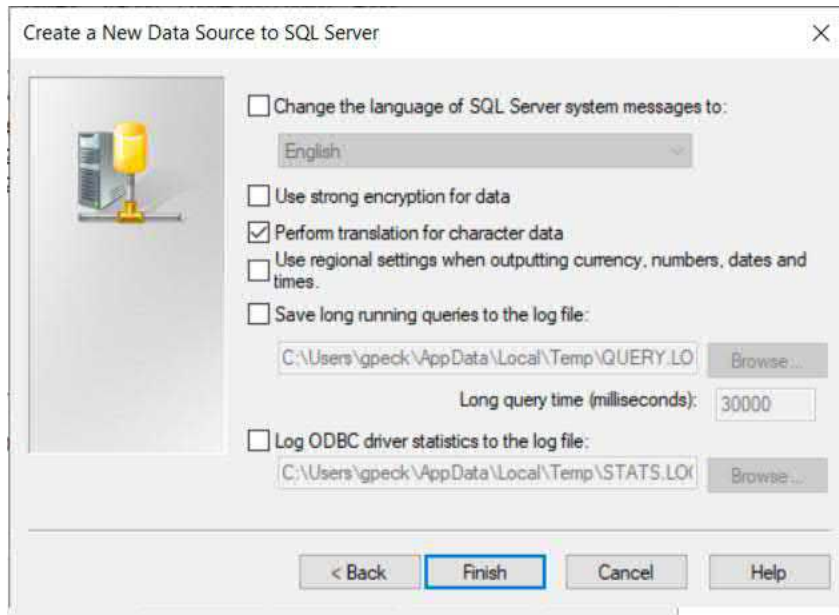 Create a New Data Source to SQL Server
Change the language of SQL Server system messages to:
English
Use strong encryption for data
Perform translation for character data
Use regional settings when outputting currency, numbers, dates and
times.
Save long running queries to the log file:
C:\Users\gpeck\AppData\Local\Temp\QUERY.LO Browse...
Long query time (milliseconds): 30000
Log ODBC driver statistics to the log file:
C:\Users\gpeck\AppData\Local\Temp\STATS.LO Browse...
< Back Finish Cancel Help